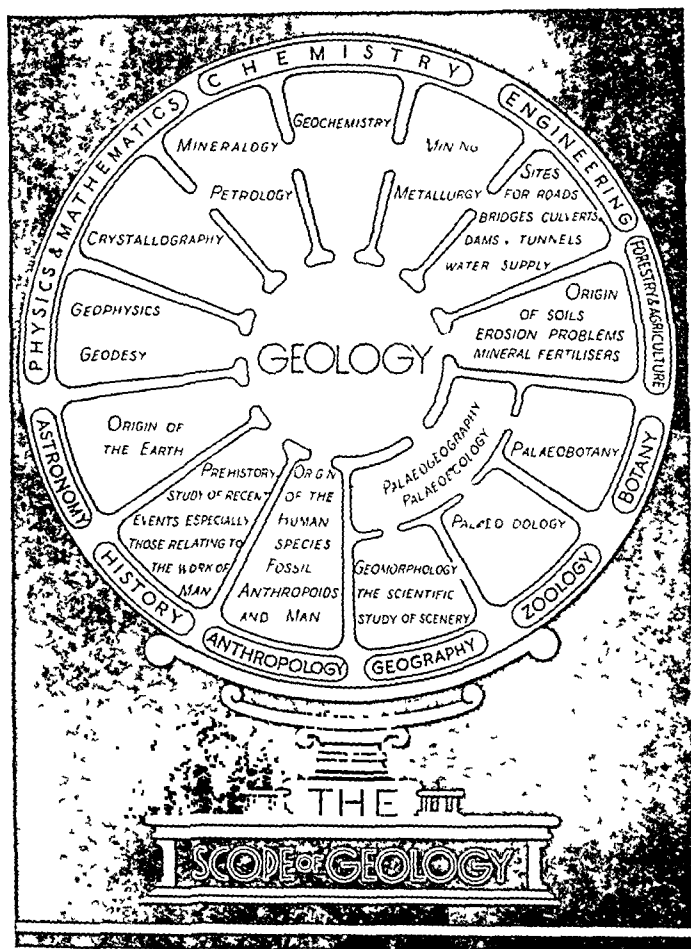 CHEMISTRY
ENGINEERING
FORESTRY & AGRICULTURE
BOTANY
ZOOLOGY
GEOGRAPHY
ANTHROPOLOGY
HISTORY
ASTRONOMY
PHYSICS & MATHEMATICS
GEOCHEMISTRY
MINERALOGY
PETROLOGY
CRYSTALLOGRAPHY
GEOPHYSICS
GEODESY
METALLURGY
SITES
FOR ROADS
BRIDGES CULVERTS,
DAMS, TUNNELS
WATER SUPPLY
ORIGIN
OF SOILS
EROSION PROBLEMS
MINERAL FERTILISERS
GEOLOGY
PALAEOGEOGRAPHY
PALAEOECOLOGY
PALAEOBOTANY
ORIGIN OF
THE EARTH
PREHISTORY
STUDY OF RECENT
EVENTS ESPECIALLY
THOSE RELATING TO
THE WORK OF
MAN
OF THE
HUMAN
SPECIES
FOSSIL
ANTHROPOIDS
AND MAN
GEOMORPHOLOGY
THE SCIENTIFIC
STUDY OF SCENERY
THE
SCOPE OF GEOLOGY